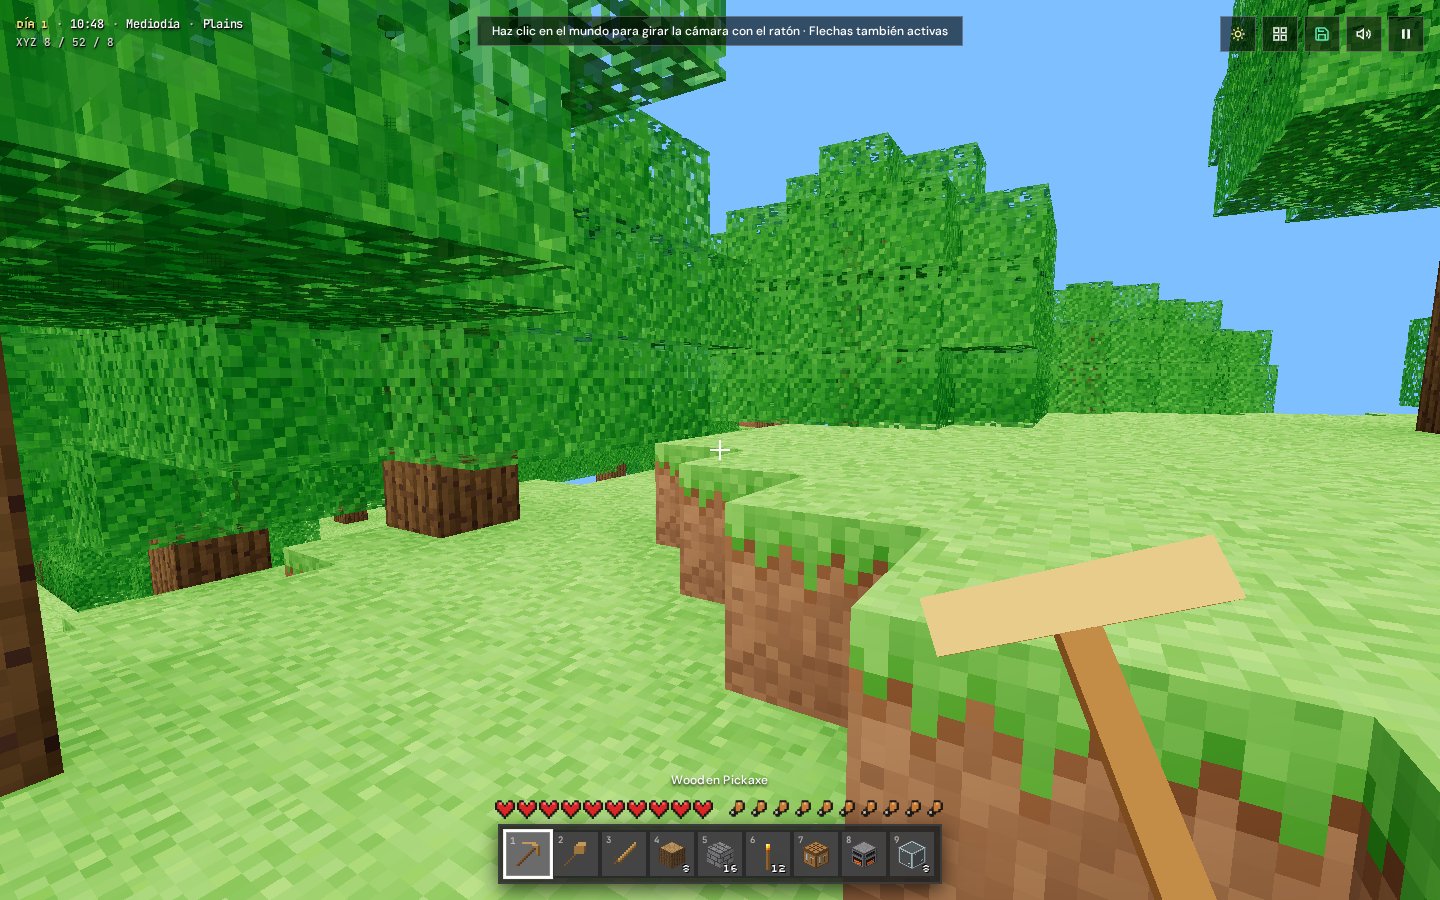 DÍA 1 · 10:48 · Mediodía · Plains
XYZ 8 / 52 / 8
Haz clic en el mundo para girar la cámara con el ratón · Flechas también activas
Wooden Pickaxe
1 2 3 4 5 6 7 8 9
8 16 12 8